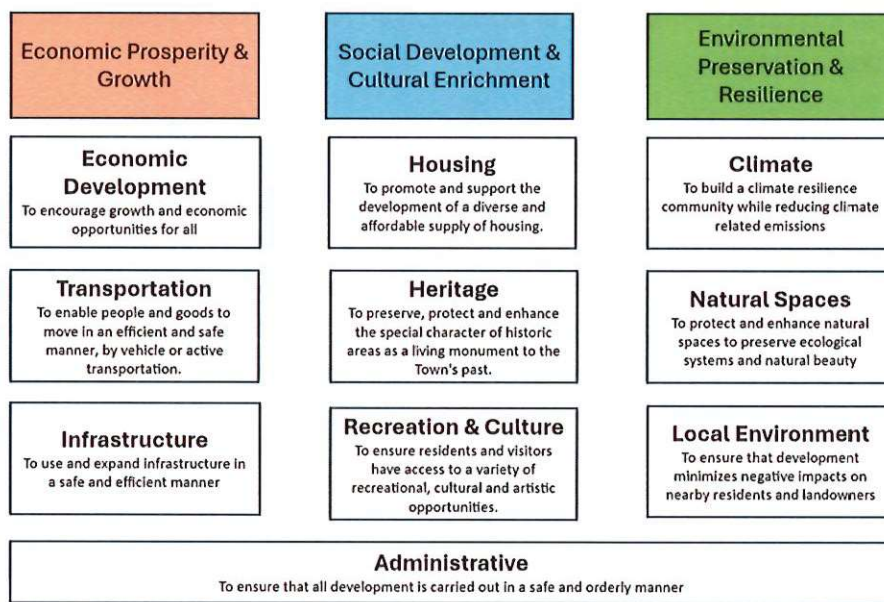 Economic Prosperity &
Growth
Social Development &
Cultural Enrichment
Environmental
Preservation &
Resilience
Economic
Development
To encourage growth and economic
opportunities for all
Housing
To promote and support the
development of a diverse and
affordable supply of housing.
Climate
To build a climate resilience
community while reducing climate
related emissions
Transportation
To enable people and goods to
move in an efficient and safe
manner, by vehicle or active
transportation.
Heritage
To preserve, protect and enhance
the special character of historic
areas as a living monument to the
Town's past.
Natural Spaces
To protect and enhance natural
spaces to preserve ecological
systems and natural beauty
Infrastructure
To use and expand infrastructure in
a safe and efficient manner
Recreation & Culture
To ensure residents and visitors
have access to a variety of
recreational, cultural and artistic
opportunities.
Local Environment
To ensure that development
minimizes negative impacts on
nearby residents and landowners
Administrative
To ensure that all development is carried out in a safe and orderly manner